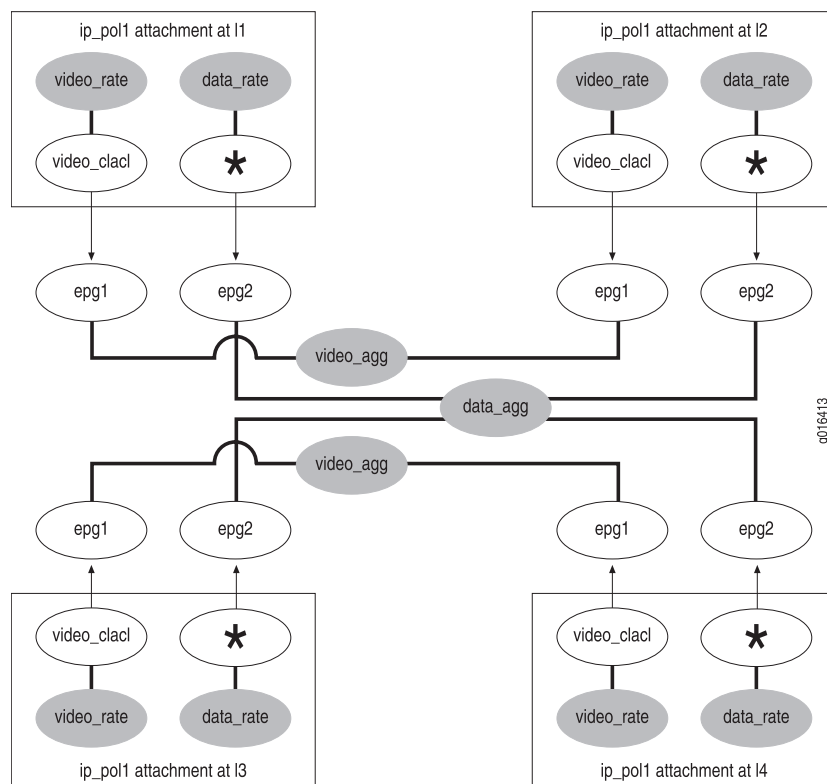 ip_pol1 attachment at l1
ip_pol1 attachment at l2
video_rate
data_rate
video_rate
data_rate
video_clacl
*
video_clacl
*
epg1
epg2
epg1
epg2
video_agg
data_agg
g016413
video_agg
epg1
epg2
epg1
epg2
video_clacl
*
video_clacl
*
video_rate
data_rate
video_rate
data_rate
ip_pol1 attachment at l3
ip_pol1 attachment at l4